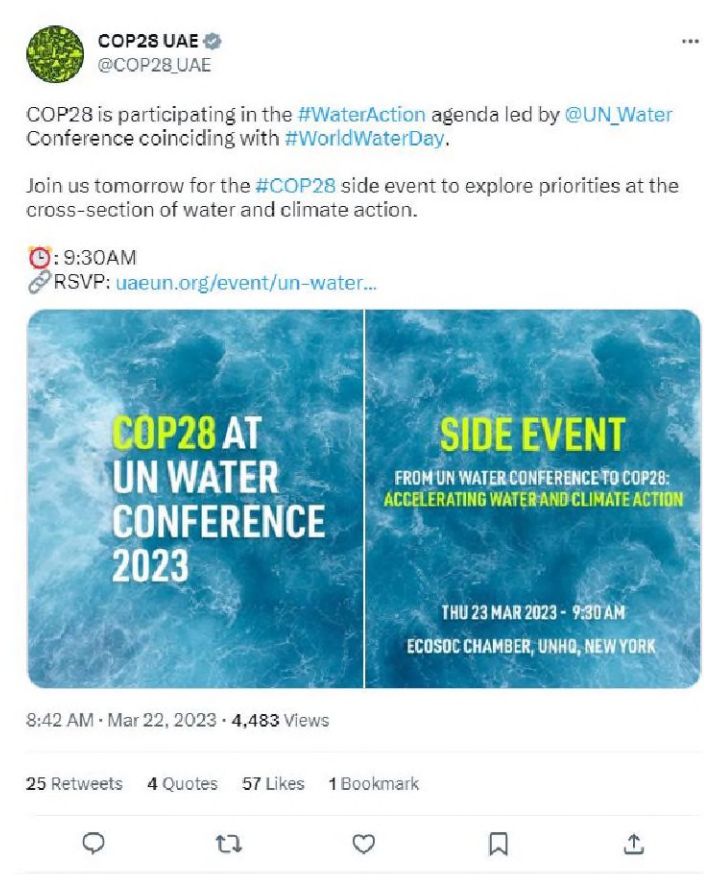 COP28 UAE
@COP28_UAE
COP28 is participating in the #WaterAction agenda led by @UN_Water
Conference coinciding with #WorldWaterDay.
Join us tomorrow for the #COP28 side event to explore priorities at the
cross-section of water and climate action.
⏰: 9:30AM
🔗RSVP: uaeun.org/event/un-water...
COP28 AT
UN WATER
CONFERENCE
2023
SIDE EVENT
FROM UN WATER CONFERENCE TO COP28:
ACCELERATING WATER AND CLIMATE ACTION
THU 23 MAR 2023 - 9:30 AM
ECOSOC CHAMBER, UNHQ, NEW YORK
8:42 AM · Mar 22, 2023 · 4,483 Views
25 Retweets 4 Quotes 57 Likes 1 Bookmark